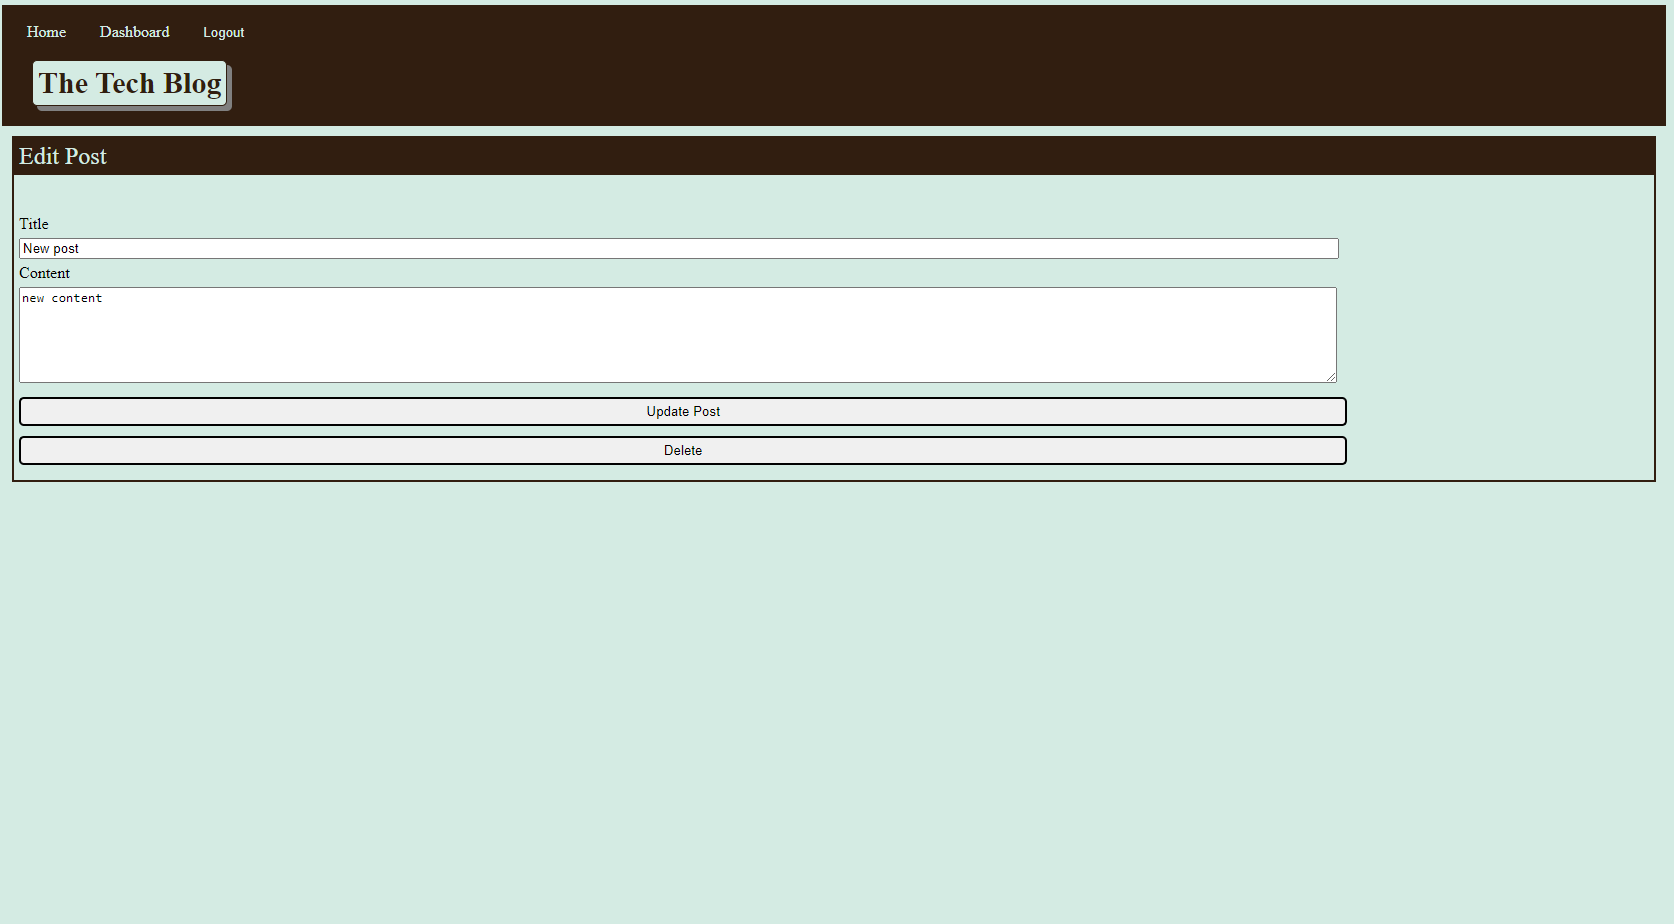 Home Dashboard Logout
The Tech Blog
Edit Post
Title
New post
Content
new content
Update Post
Delete